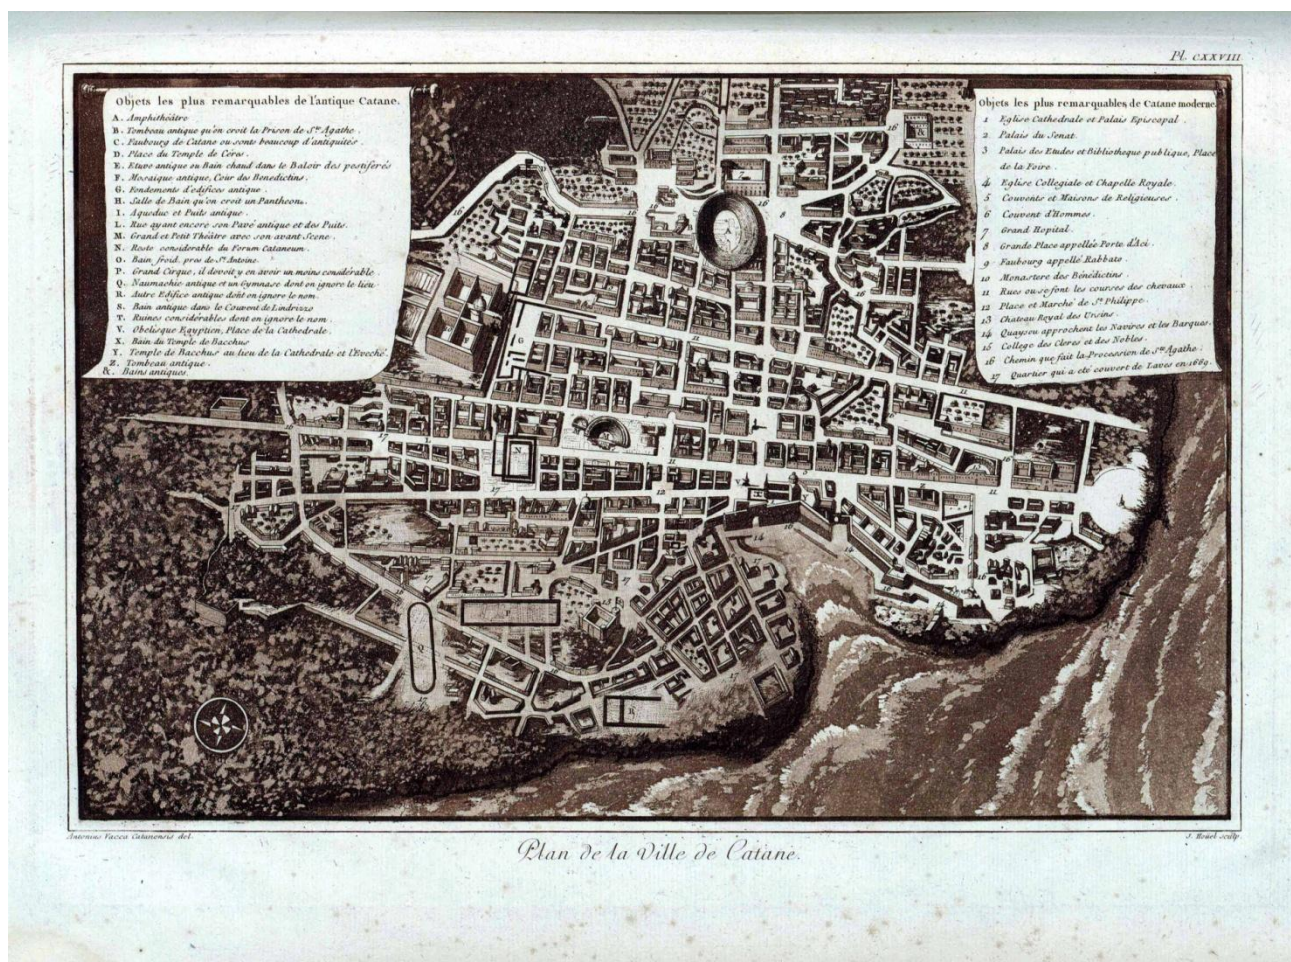 Pl. CXXVIII
Objets les plus remarquables de l'antique Catane.
A. Amphithéâtre
B. Tombeau antique qu'on croit la Prison de Ste Agathe.
C. Faubourg de Catane ou sonts beaucoup d'antiquités.
D. Place du Temple de Cerès.
E. Etuve antique ou Bain chaud dans le Baloir des pestiferés
F. Mosaique antique, Cour des Benedictins.
G. Fondements d'edifices antique.
H. Salle de Bain qu'on croit un Pantheon.
I. Aqueduc et Puits antique.
L. Rue ayant encore son Pavé antique et des Puits.
M. Grand et Petit Théâtre avec son avant Scene.
N. Reste considerable du Forum Cataneum.
O. Bain froid, pres de St Antoine.
P. Grand Cirque, il devoit y en avoir un moins considérable.
Q. Naumachie antique et un Gymnase dont on ignore le lieu.
R. Autre Edifice antique dont on ignore le nom.
S. Bain antique dans le Couvent de Lindrizzo
T. Ruines considérables dont on ignore le nom.
V. Obelisque Egyptien, Place de la Cathedrale.
X. Bain du Temple de Bacchus
Y. Temple de Bacchus au lieu de la Cathedrale et l'Eveché.
Z. Tombeau antique.
&. Bains antiques.
Objets les plus remarquables de Catane moderne.
1 Eglise Cathedrale et Palais Episcopal.
2 Palais du Senat.
3 Palais des Etudes et Bibliotheque publique, Place
de la Foire.
4 Eglise Collegiale et Chapelle Royale.
5 Couvents et Maisons de Religieuses.
6 Couvent d'Hommes.
7 Grand Hopital.
8 Grande Place appellée Porte d'Aci.
9 Faubourg appellé Rabbato.
10 Monastere des Bénédictins.
11 Rues ou se font les courses des chevaux.
12 Place et Marché de St Philippe.
13 Chateau Royal des Ursins.
14 Quays ou approchent les Navires et les Barques.
15 College des Clercs et des Nobles.
16 Chemin que fait la Procession de Ste Agathe.
17 Quartier qui a été couvert de Laves en 1669.
Antonius Vacca Catanensis del.
J. Hoüel sculp.
Plan de la Ville de Catane.